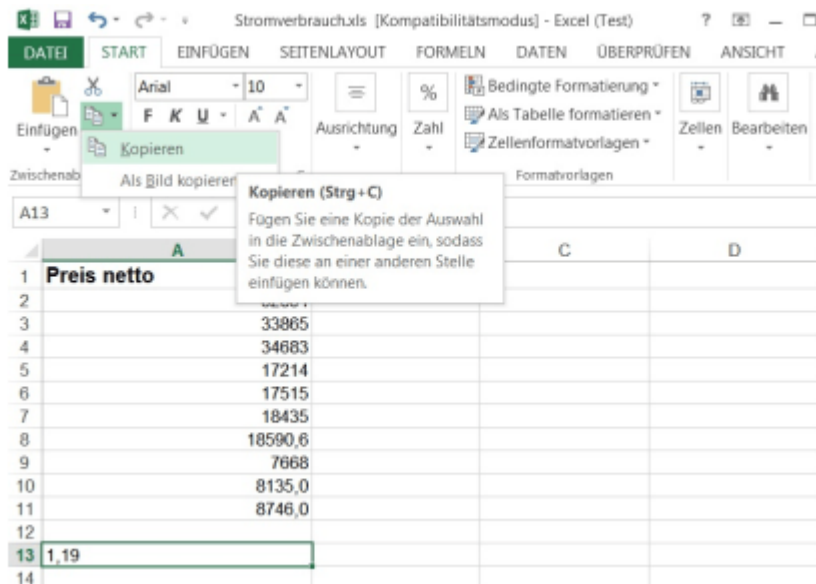 Stromverbrauch.xls [Kompatibilitätsmodus] - Excel (Test)
DATEI START EINFÜGEN SEITENLAYOUT FORMELN DATEN ÜBERPRÜFEN ANSICHT
Arial 10
Bedingte Formatierung
Als Tabelle formatieren
Zellenformatvorlagen
F K U A A
Einfügen
Ausrichtung Zahl Zellen Bearbeiten
Kopieren
Als Bild kopieren
Zwischenab
Formatvorlagen
Kopieren (Strg+C)
Fügen Sie eine Kopie der Auswahl
in die Zwischenablage ein, sodass
Sie diese an einer anderen Stelle
einfügen können.
A13
A C D
1 Preis netto
2
3 33865
4 34683
5 17214
6 17515
7 18435
8 18590,6
9 7668
10 8135,0
11 8746,0
12
13 1,19
14